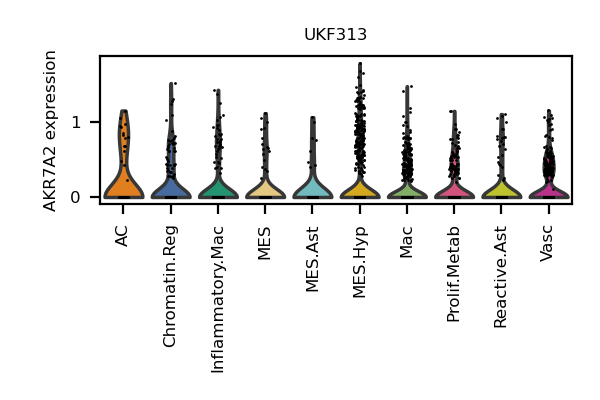 UKF313
AKR7A2 expression
1
0
AC
Chromatin.Reg
Inflammatory.Mac
MES
MES.Ast
MES.Hyp
Mac
Prolif.Metab
Reactive.Ast
Vasc